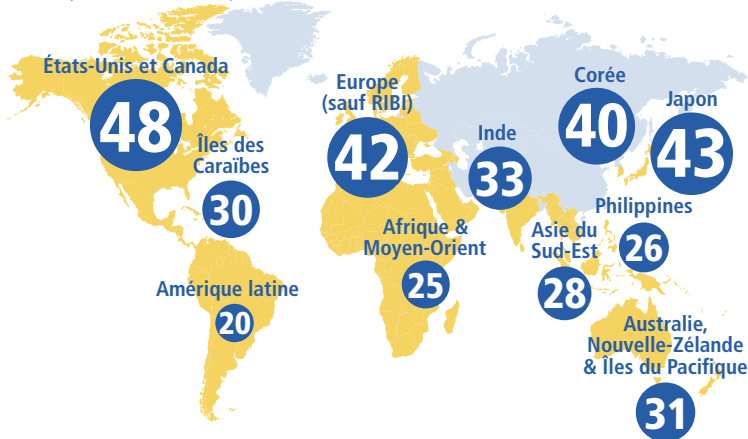 États-Unis et Canada
48
Îles des
Caraïbes
30
Europe
(sauf RIBI)
42
Inde
33
Corée
40
Japon
43
Philippines
26
Afrique &
Moyen-Orient
25
Asie du
Sud-Est
28
Amérique latine
20
Australie,
Nouvelle-Zélande
& Îles du Pacifique
31